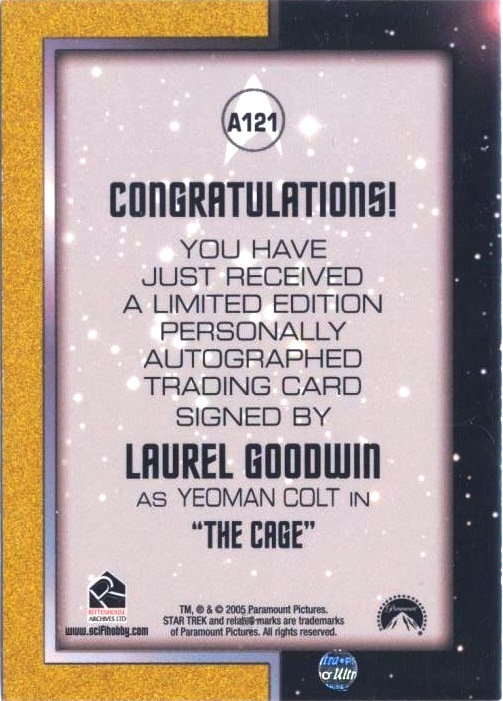 A121
CONGRATULATIONS!
YOU HAVE
JUST RECEIVED
A LIMITED EDITION
PERSONALLY
AUTOGRAPHED
TRADING CARD
SIGNED BY
LAUREL GOODWIN
AS YEOMAN COLT IN
"THE CAGE"
RITTENHOUSE
ARCHIVES LTD
www.scifihobby.com
TM, ® & © 2005 Paramount Pictures.
STAR TREK and related marks are trademarks
of Paramount Pictures. All rights reserved.
Paramount